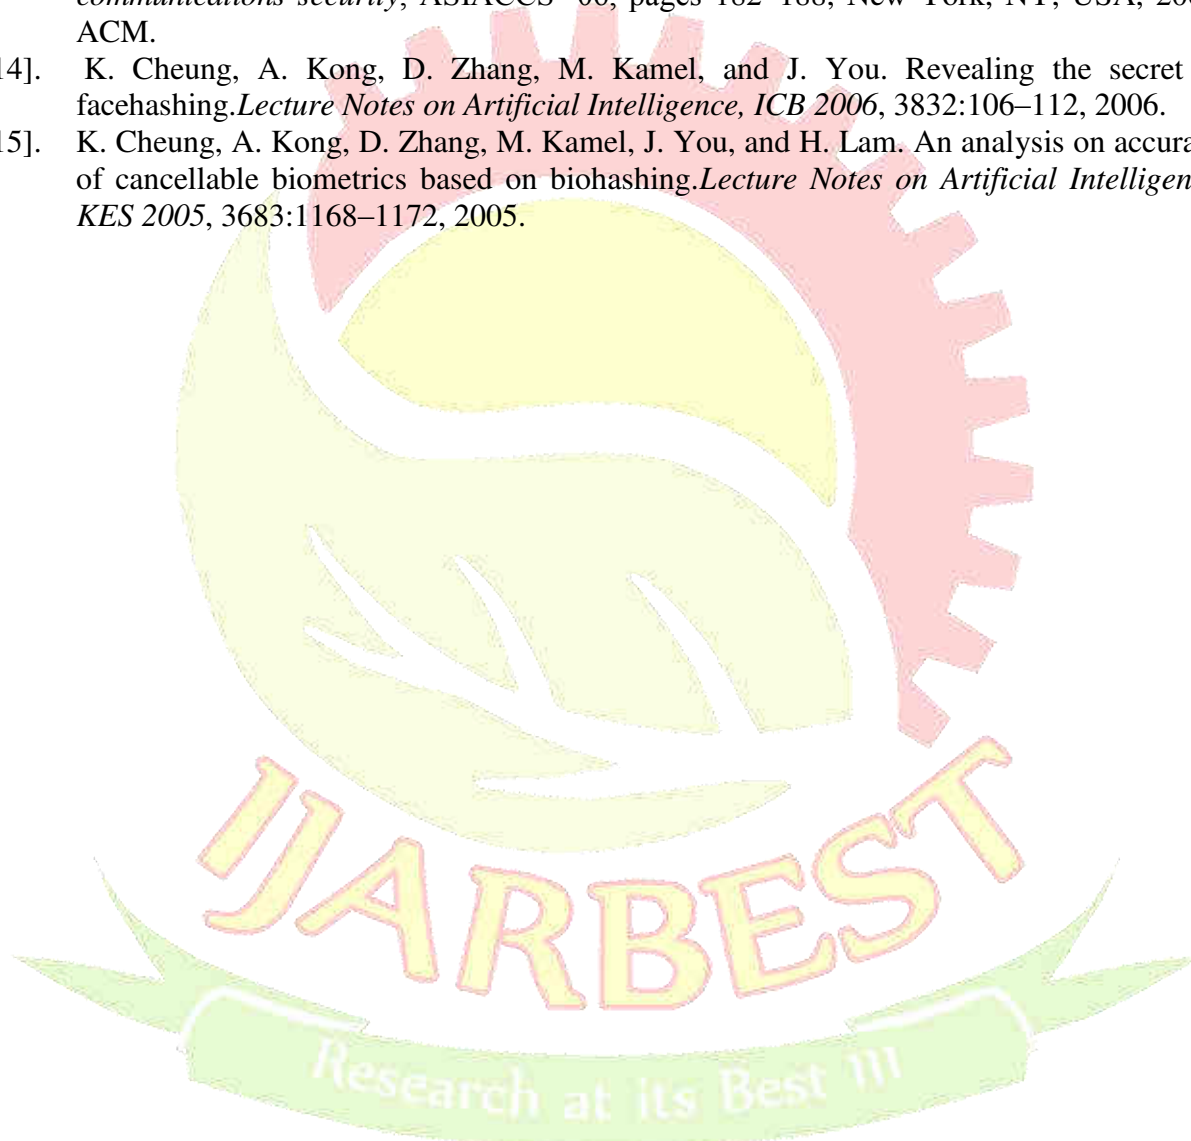 communications security, ASIACCS '06, pages 182–188, New York, NY, USA,
ACM.
14]. K. Cheung, A. Kong, D. Zhang, M. Kamel, and J. You. Revealing the secret
facehashing.Lecture Notes on Artificial Intelligence, ICB 2006, 3832:106–112, 2006.
15]. K. Cheung, A. Kong, D. Zhang, M. Kamel, J. You, and H. Lam. An analysis on accura
of cancellable biometrics based on biohashing.Lecture Notes on Artificial Intelligen
KES 2005, 3683:1168–1172, 2005.
IJARBEST
Research at its Best !!!